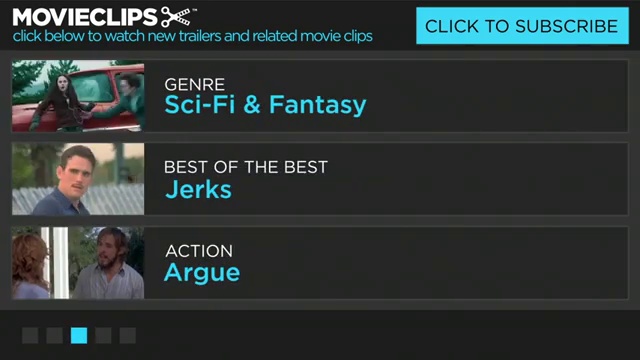 MOVIECLIPS™
click below to watch new trailers and related movie clips
CLICK TO SUBSCRIBE
GENRE
Sci-Fi & Fantasy
BEST OF THE BEST
Jerks
ACTION
Argue